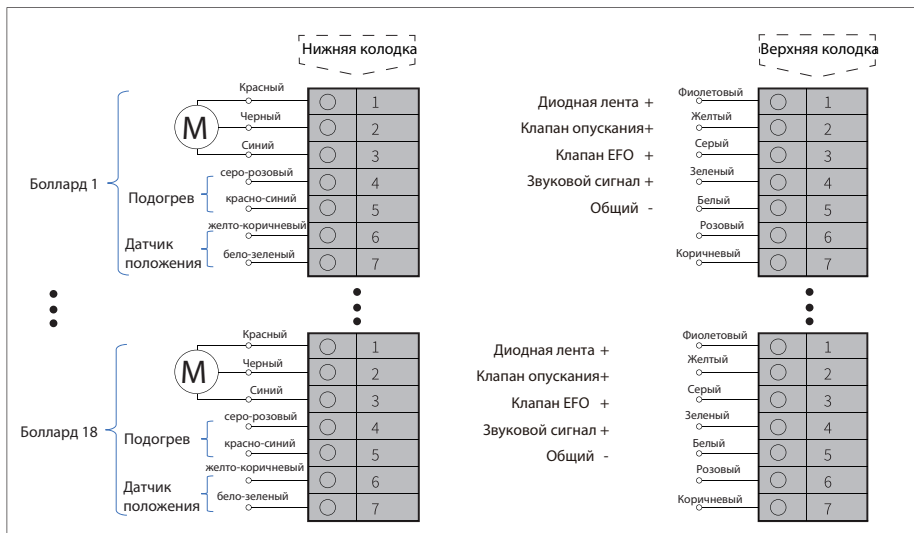 Нижняя колодка
Верхняя колодка
Боллард 1
Красный
1
M
Черный
2
Синий
3
Подогрев
серо-розовый
4
красно-синий
5
Датчик
положения
желто-коричневый
6
бело-зеленый
7
Диодная лента +
Фиолетовый
1
Клапан опускания+
Желтый
2
Клапан EFO +
Серый
3
Звуковой сигнал +
Зеленый
4
Общий -
Белый
5
Розовый
6
Коричневый
7
Боллард 18
Красный
1
M
Черный
2
Синий
3
Подогрев
серо-розовый
4
красно-синий
5
Датчик
положения
желто-коричневый
6
бело-зеленый
7
Диодная лента +
Фиолетовый
1
Клапан опускания+
Желтый
2
Клапан EFO +
Серый
3
Звуковой сигнал +
Зеленый
4
Общий -
Белый
5
Розовый
6
Коричневый
7